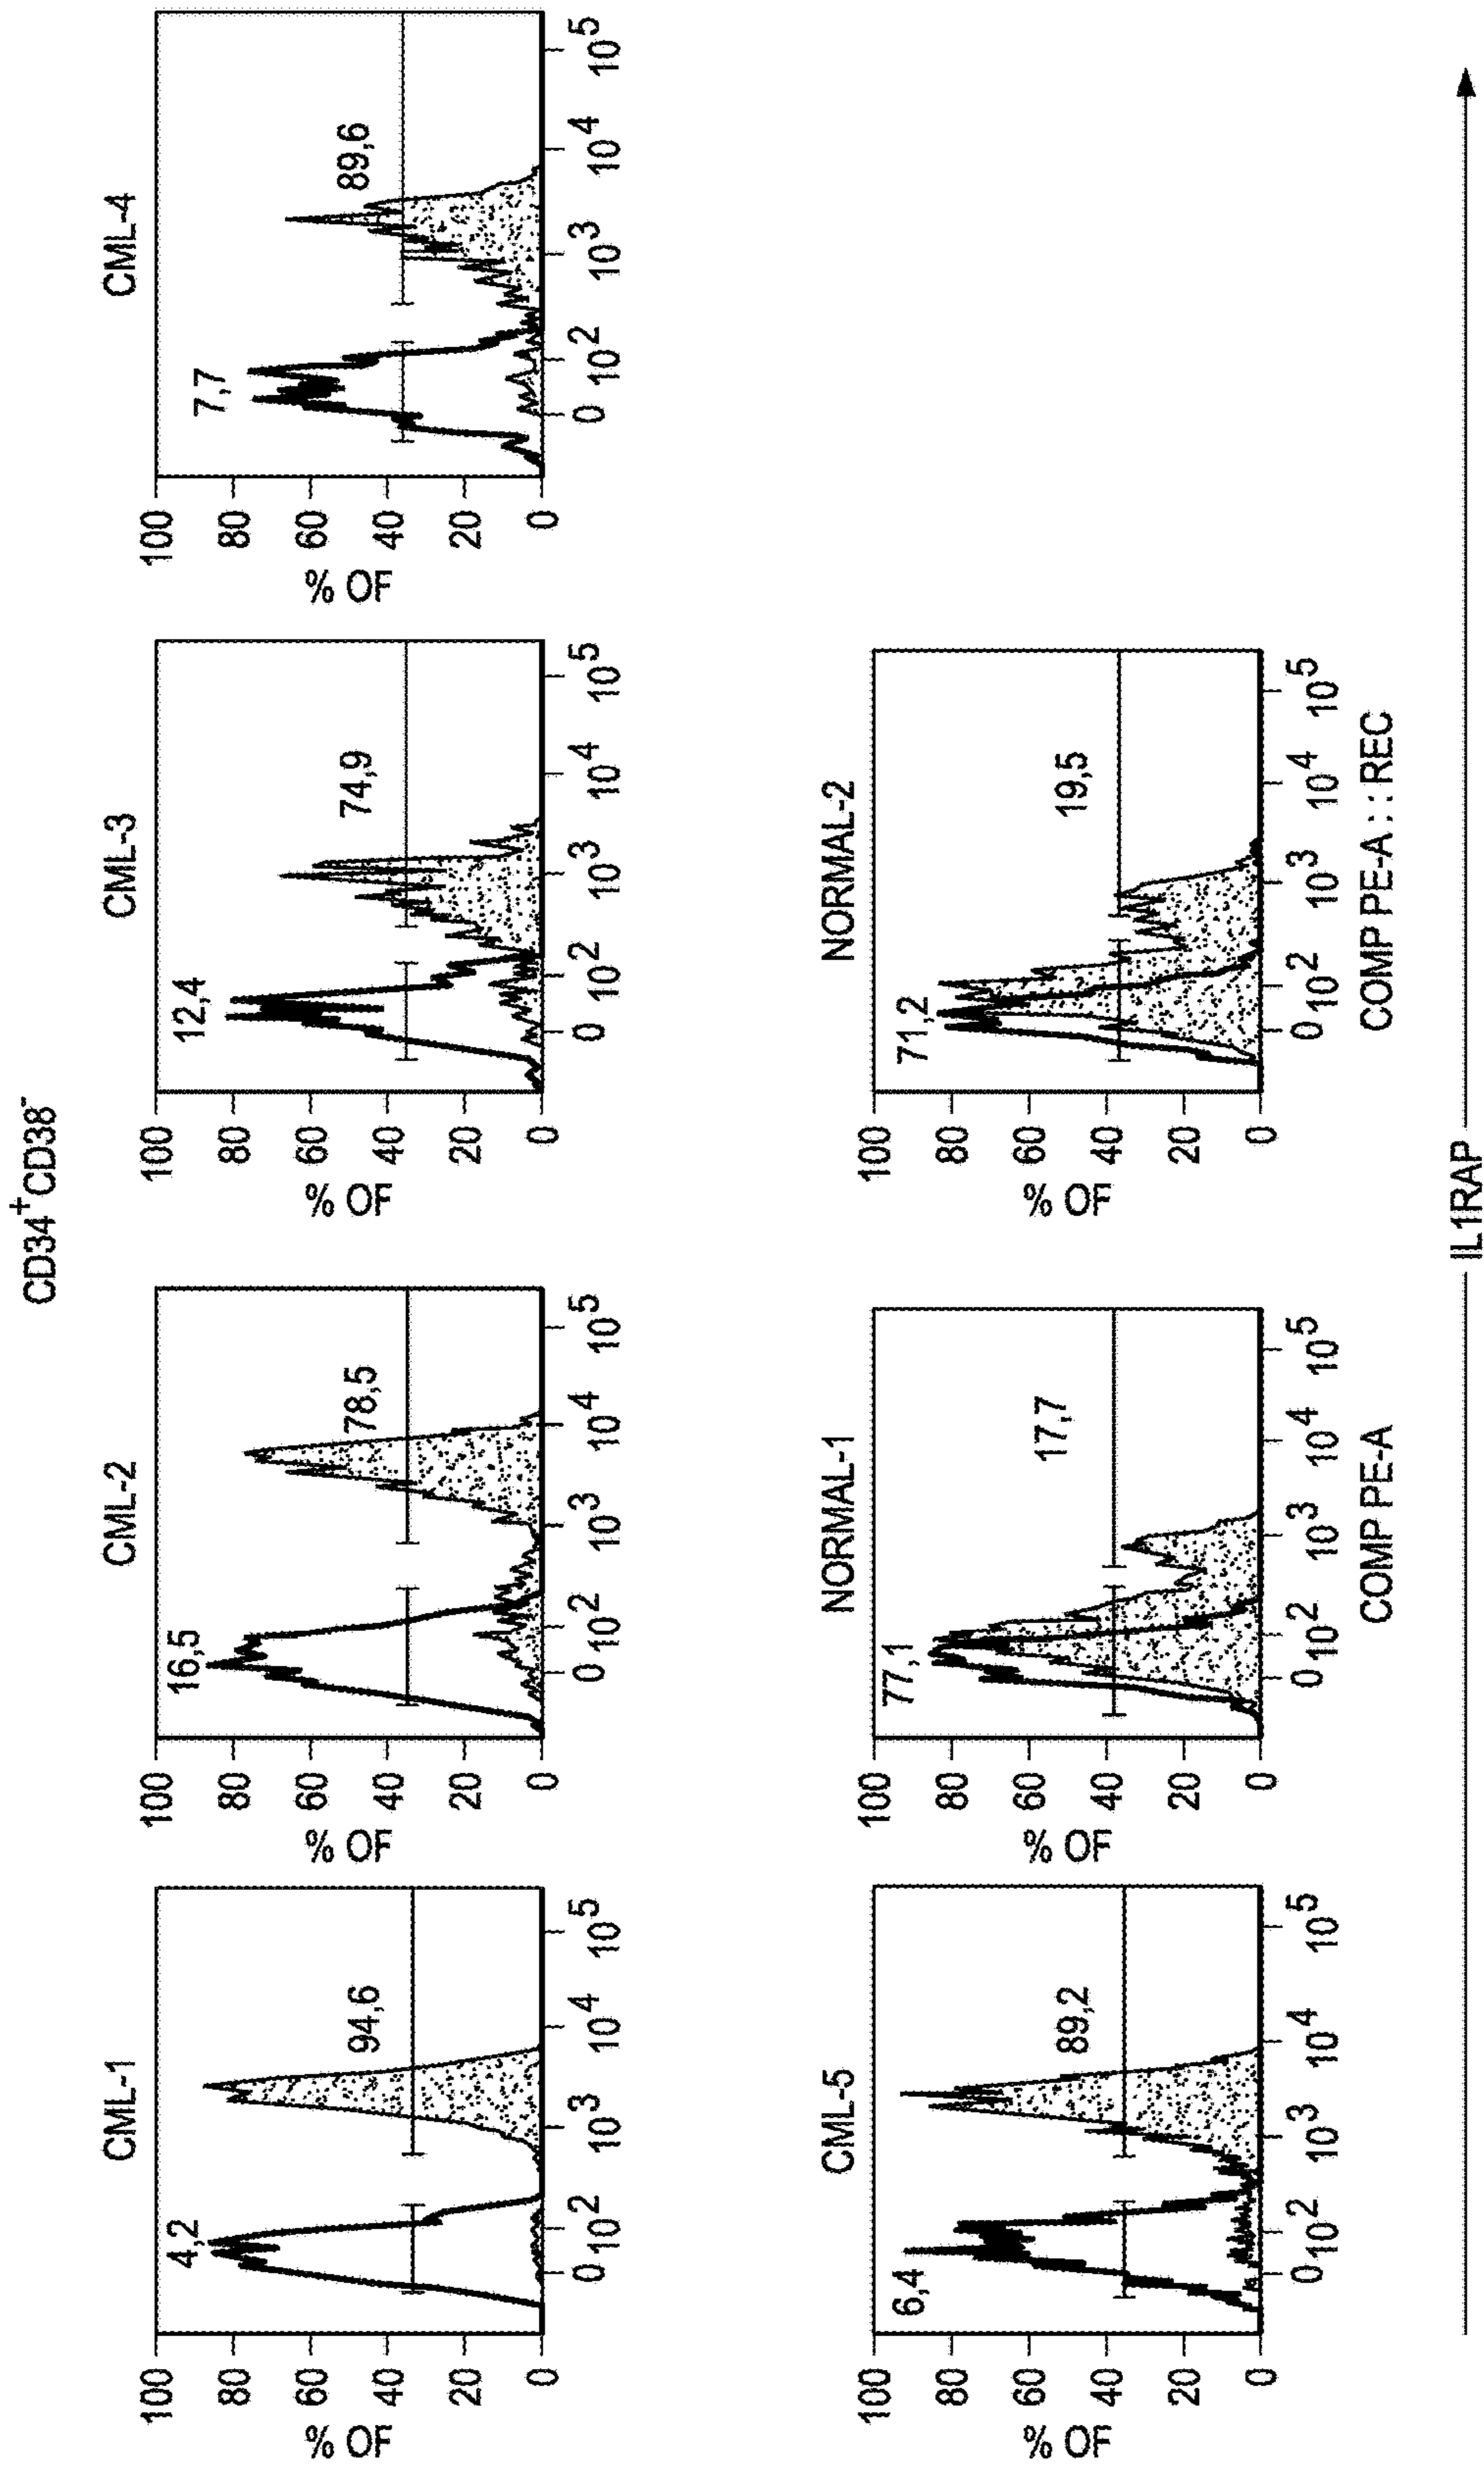 CD34+CD38-
CML-1
CML-2
CML-3
CML-4
100
80
60
40
20
0
% OF
4,2
94,6
0 10^2 10^3 10^4 10^5
100
80
60
40
20
0
% OF
16,5
78,5
0 10^2 10^3 10^4 10^5
100
80
60
40
20
0
% OF
12,4
74,9
0 10^2 10^3 10^4 10^5
100
80
60
40
20
0
% OF
7,7
89,6
0 10^2 10^3 10^4 10^5
CML-5
NORMAL-1
NORMAL-2
100
80
60
40
20
0
% OF
6,4
89,2
0 10^2 10^3 10^4 10^5
100
80
60
40
20
0
% OF
77,1
17,7
0 10^2 10^3 10^4 10^5
COMP PE-A
100
80
60
40
20
0
% OF
71,2
19,5
0 10^2 10^3 10^4 10^5
COMP PE-A : : REC
IL1RAP